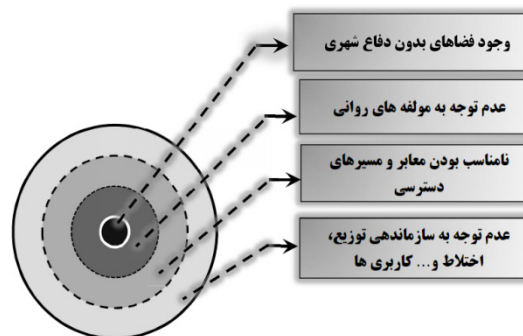 وجود فضاهای بدون دفاع شهری
عدم توجه به مولفه های روانی
نامناسب بودن معابر و مسیرهای
دسترسی
عدم توجه به سازماندهی توزیع،
اختلاط و... کاربری ها